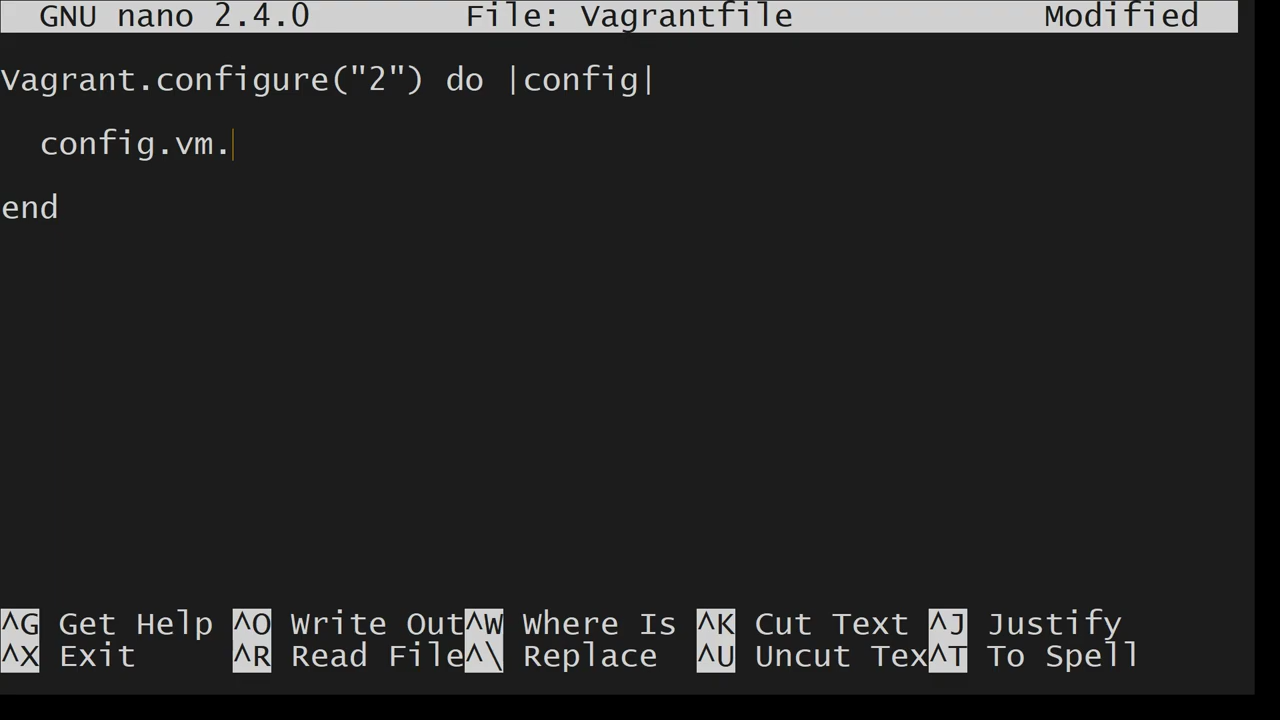 GNU nano 2.4.0 File: Vagrantfile Modified
Vagrant.configure("2") do |config|
config.vm.
end
^G Get Help ^O Write Out ^W Where Is ^K Cut Text ^J Justify
^X Exit ^R Read File ^\ Replace ^U Uncut Tex ^T To Spell